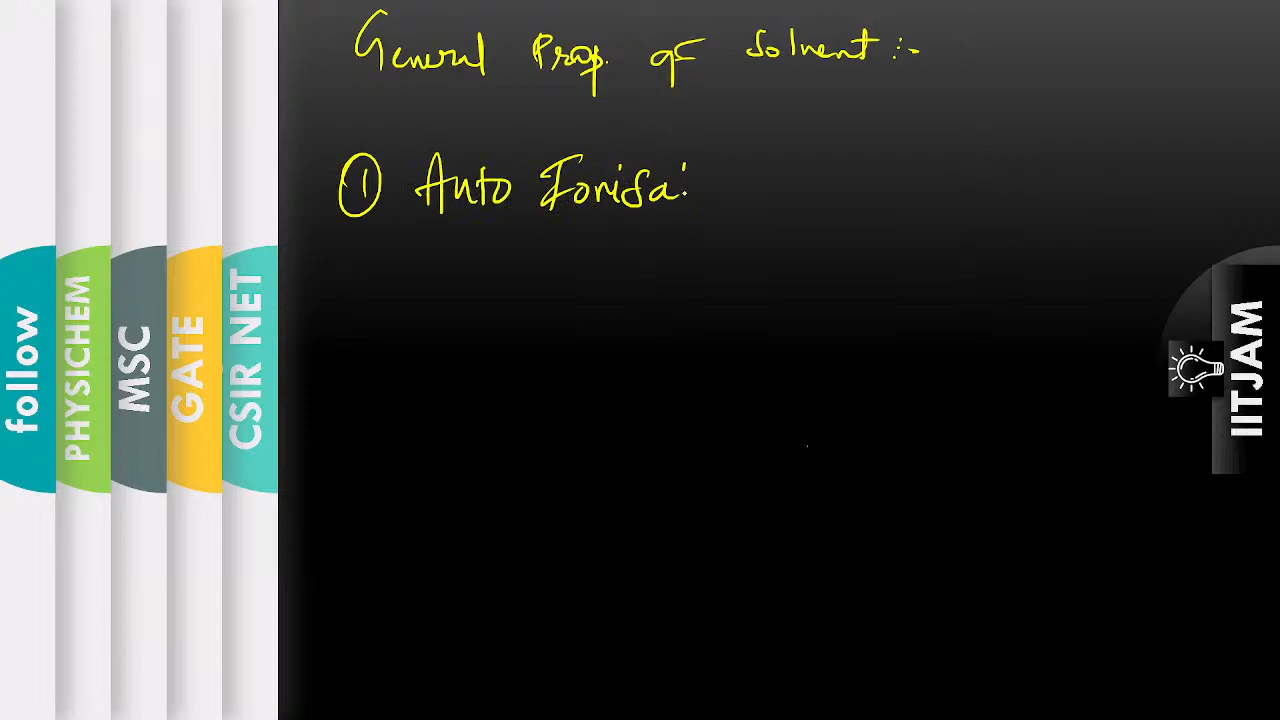 General Prop. of Solvent :-
① Auto Ionisa
follow
PHYSICHEM
MSC
GATE
CSIR NET
IITJAM